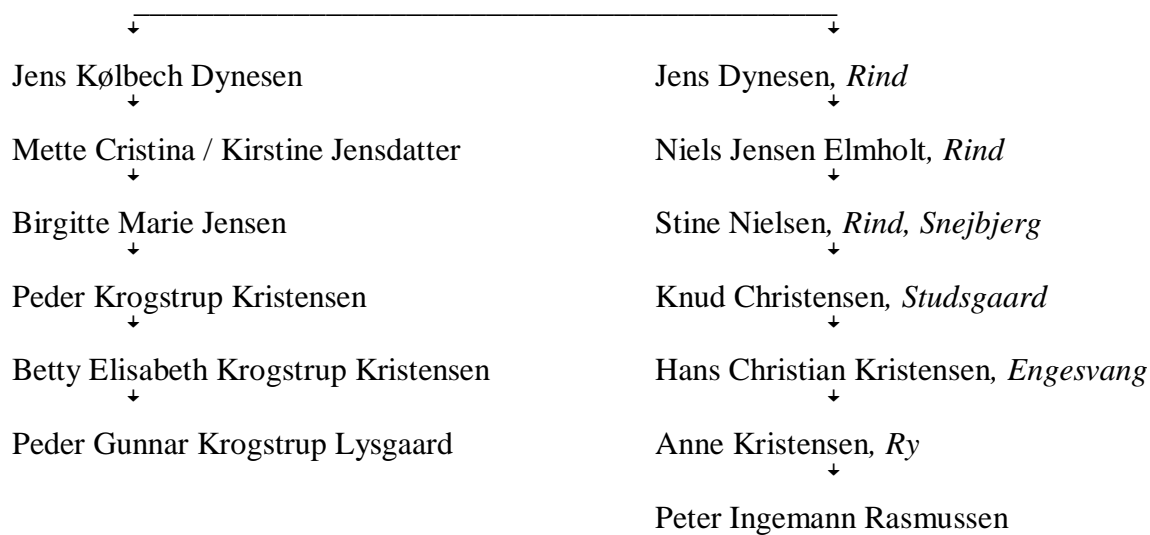 Jens Kølbech Dynesen
Jens Dynesen, Rind
Mette Cristina / Kirstine Jensdatter
Niels Jensen Elmholt, Rind
Birgitte Marie Jensen
Stine Nielsen, Rind, Snejbjerg
Peder Krogstrup Kristensen
Knud Christensen, Studsgaard
Betty Elisabeth Krogstrup Kristensen
Hans Christian Kristensen, Engesvang
Peder Gunnar Krogstrup Lysgaard
Anne Kristensen, Ry
Peter Ingemann Rasmussen